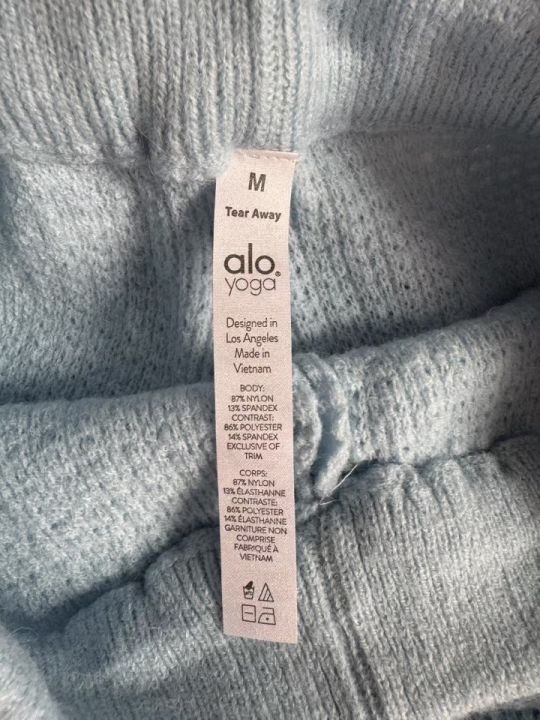 M
Tear Away
alo®
yoga
Designed in
Los Angeles
Made in
Vietnam
BODY:
87% NYLON
13% SPANDEX
CONTRAST:
86% POLYESTER
14% SPANDEX
EXCLUSIVE OF
TRIM
CORPS:
87% NYLON
13% ÉLASTHANNE
CONTRASTE:
86% POLYESTER
14% ÉLASTHANNE
GARNITURE NON
COMPRISE
FABRIQUÉ À
VIETNAM